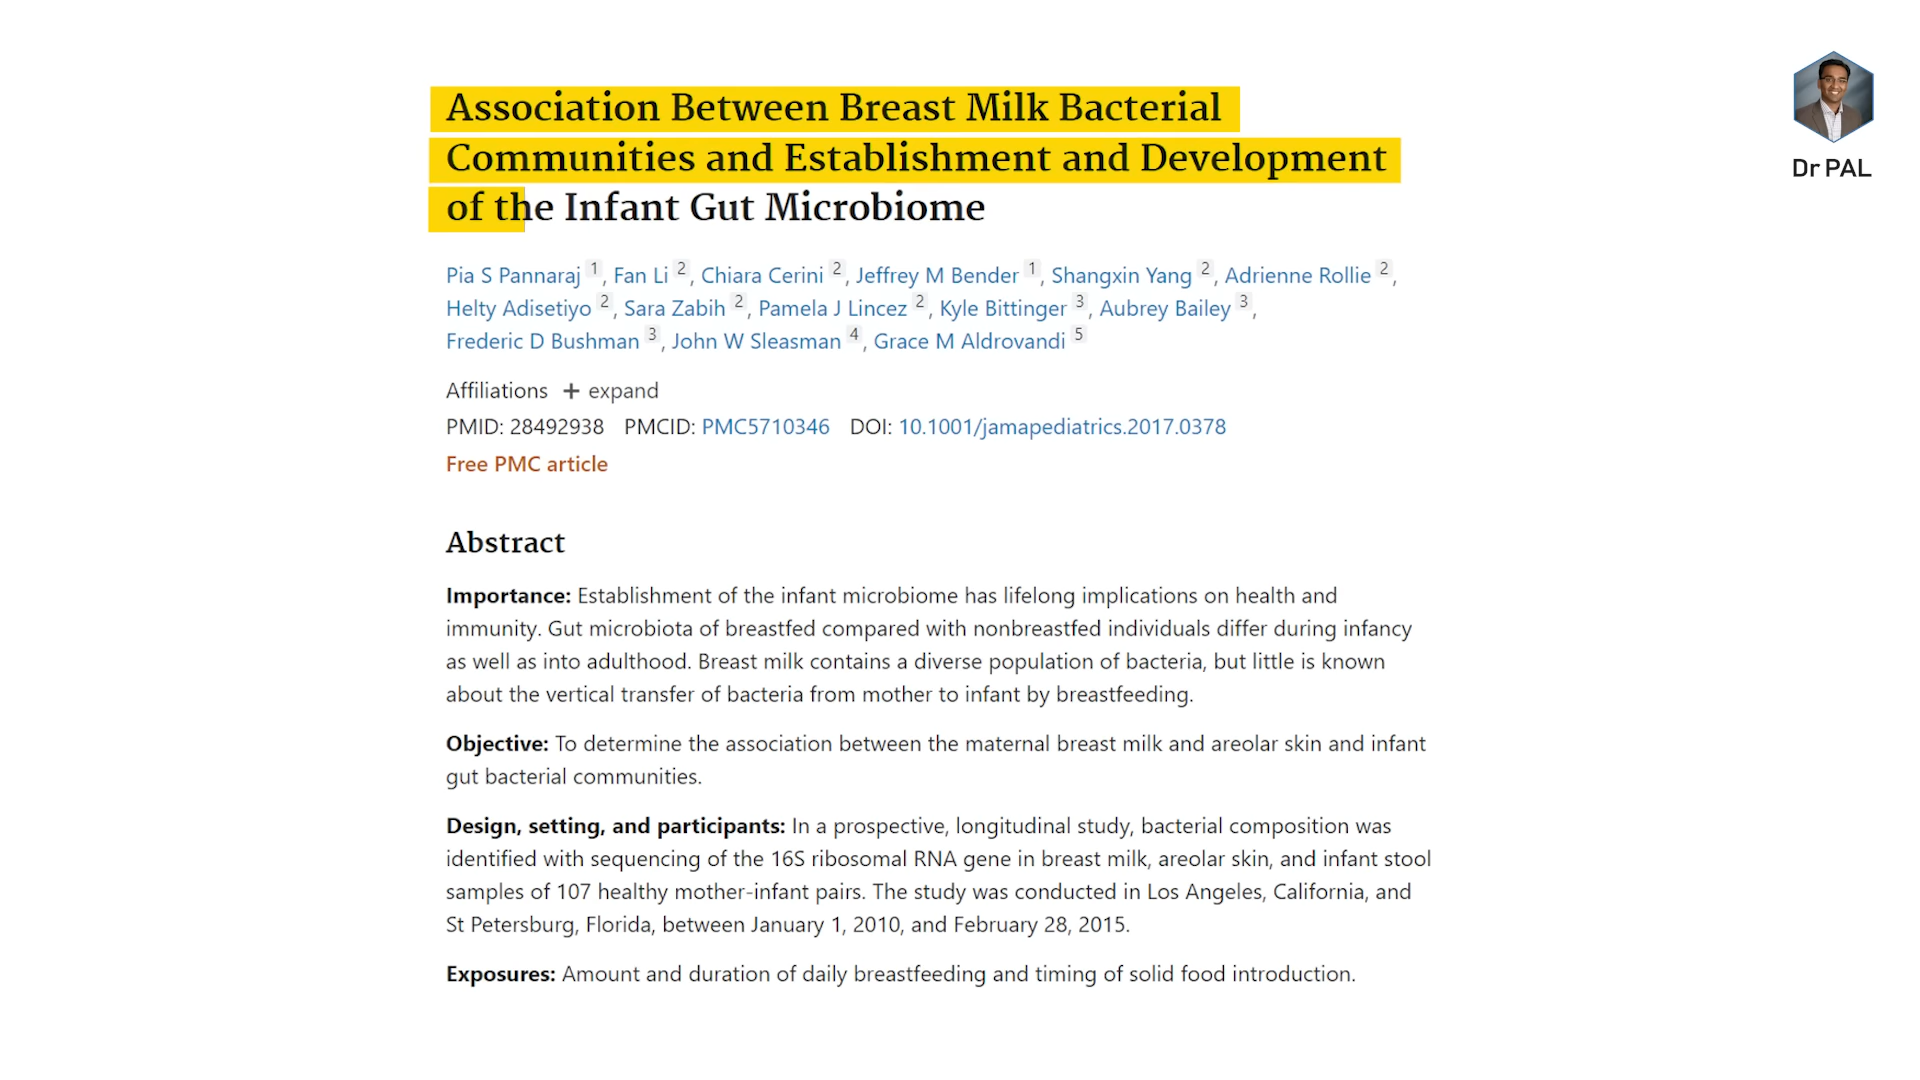 Association Between Breast Milk Bacterial
Communities and Establishment and Development
of the Infant Gut Microbiome
Dr PAL
Pia S Pannaraj 1, Fan Li 2, Chiara Cerini 2, Jeffrey M Bender 1, Shangxin Yang 2, Adrienne Rollie 2,
Helty Adisetiyo 2, Sara Zabih 2, Pamela J Lincez 2, Kyle Bittinger 3, Aubrey Bailey 3,
Frederic D Bushman 3, John W Sleasman 4, Grace M Aldrovandi 5
Affiliations + expand
PMID: 28492938 PMCID: PMC5710346 DOI: 10.1001/jamapediatrics.2017.0378
Free PMC article
Abstract
Importance: Establishment of the infant microbiome has lifelong implications on health and
immunity. Gut microbiota of breastfed compared with nonbreastfed individuals differ during infancy
as well as into adulthood. Breast milk contains a diverse population of bacteria, but little is known
about the vertical transfer of bacteria from mother to infant by breastfeeding.
Objective: To determine the association between the maternal breast milk and areolar skin and infant
gut bacterial communities.
Design, setting, and participants: In a prospective, longitudinal study, bacterial composition was
identified with sequencing of the 16S ribosomal RNA gene in breast milk, areolar skin, and infant stool
samples of 107 healthy mother-infant pairs. The study was conducted in Los Angeles, California, and
St Petersburg, Florida, between January 1, 2010, and February 28, 2015.
Exposures: Amount and duration of daily breastfeeding and timing of solid food introduction.